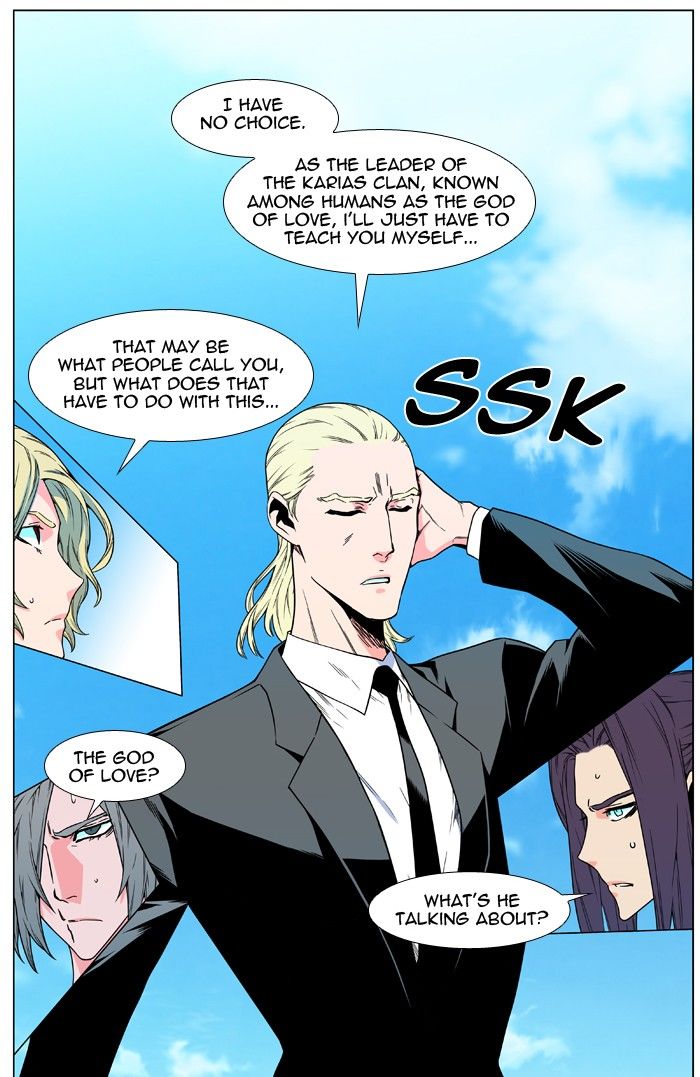 I HAVE
NO CHOICE.
AS THE LEADER OF
THE KARIAS CLAN, KNOWN
AMONG HUMANS AS THE GOD
OF LOVE, I'LL JUST HAVE TO
TEACH YOU MYSELF...
THAT MAY BE
WHAT PEOPLE CALL YOU,
BUT WHAT DOES THAT
HAVE TO DO WITH THIS...
SSK
THE GOD
OF LOVE?
WHAT'S HE
TALKING ABOUT?